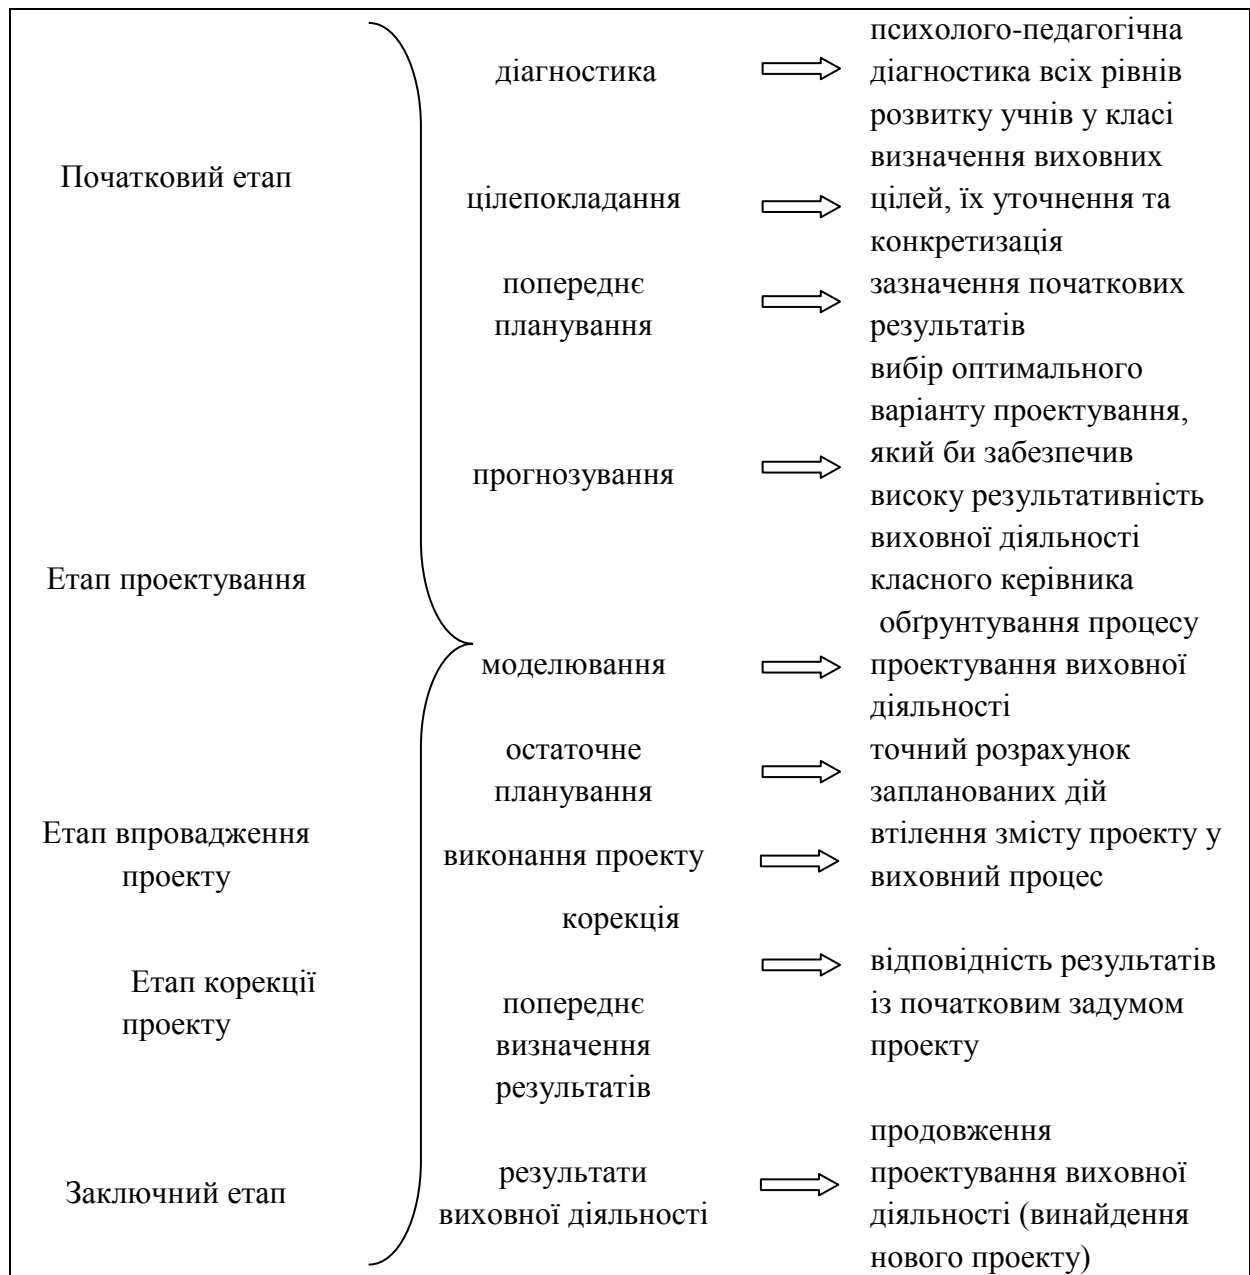 Початковий етап
діагностика
психолого-педагогічна
діагностика всіх рівнів
розвитку учнів у класі
цілепокладання
визначення виховних
цілей, їх уточнення та
конкретизація
попереднє
планування
зазначення початкових
результатів
Етап проектування
прогнозування
вибір оптимального
варіанту проектування,
який би забезпечив
високу результативність
виховної діяльності
класного керівника
моделювання
обґрунтування процесу
проектування виховної
діяльності
остаточне
планування
точний розрахунок
запланованих дій
Етап впровадження
проекту
виконання проекту
втілення змісту проекту у
виховний процес
Етап корекції
проекту
корекція
попереднє
визначення
результатів
відповідність результатів
із початковим задумом
проекту
Заключний етап
результати
виховної діяльності
продовження
проектування виховної
діяльності (винайдення
нового проекту)